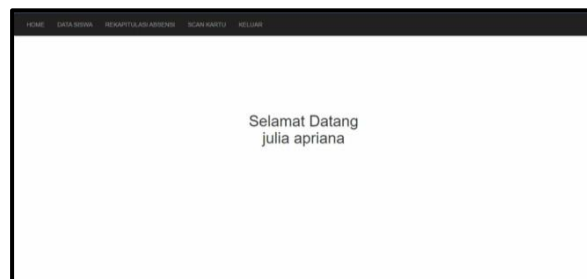 HOME DATA SISWA REKAPITULASI ABSENSI SCAN KARTU KELUAR
Selamat Datang
julia apriana